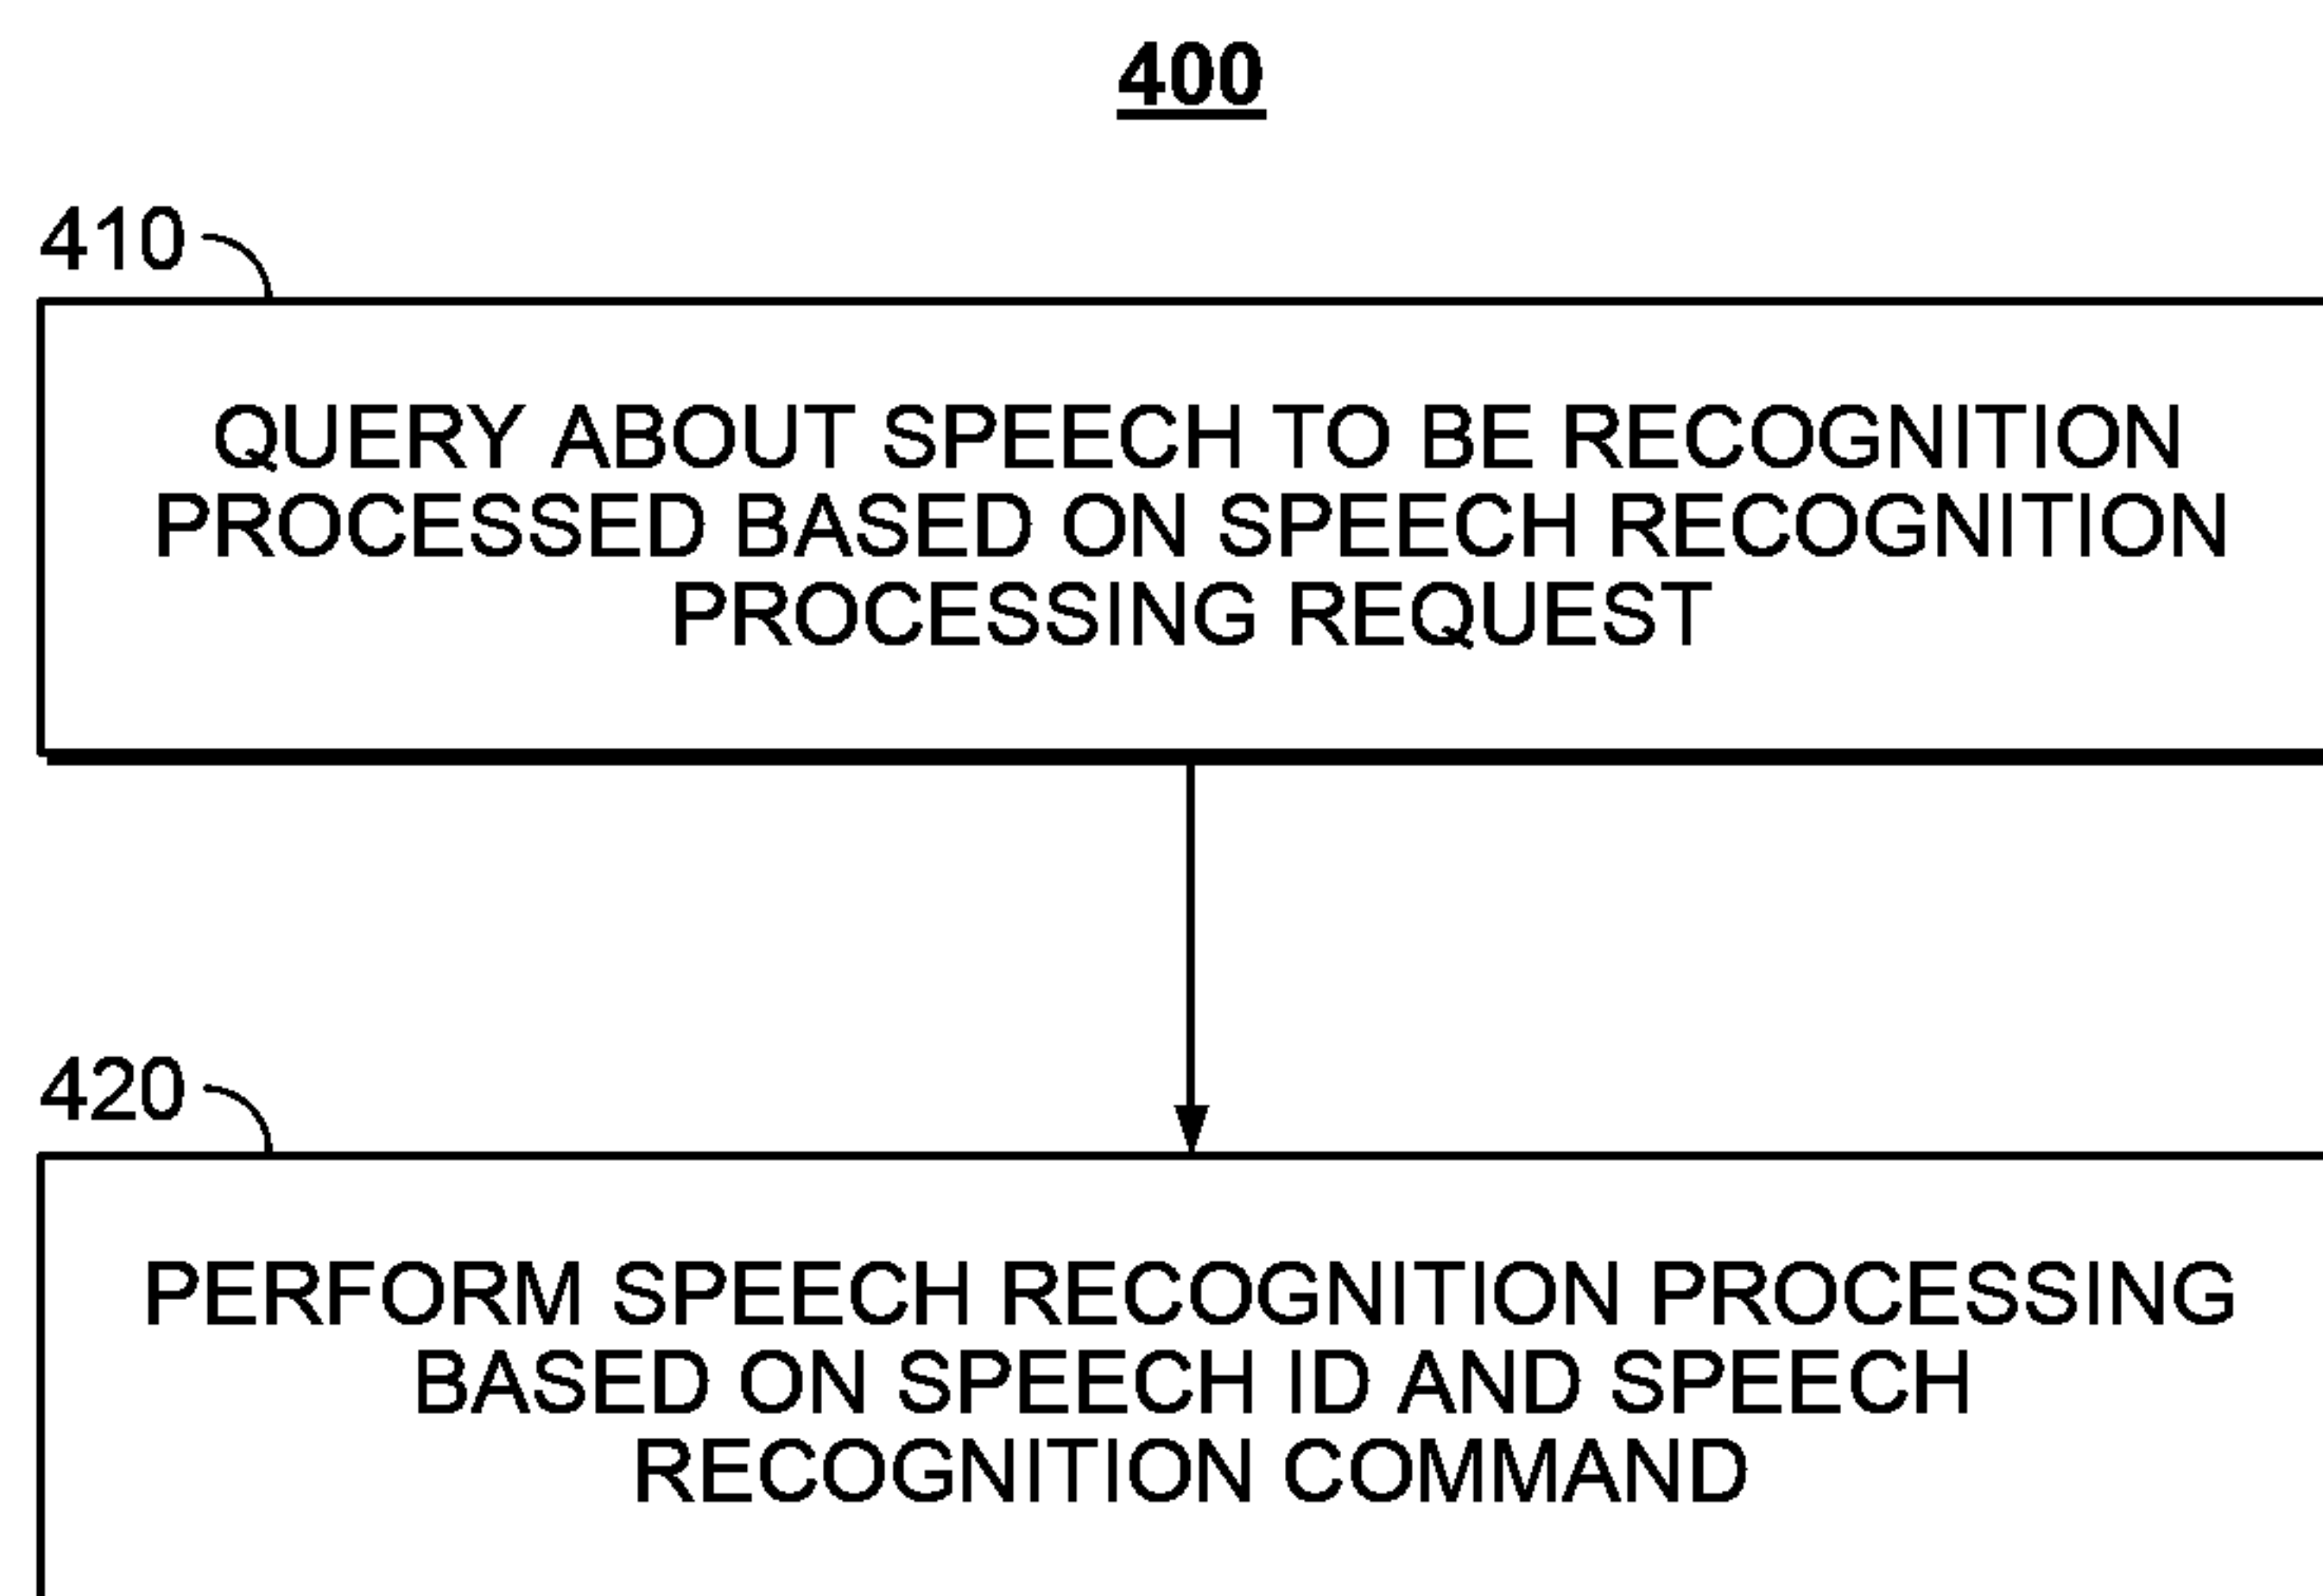 400
410
QUERY ABOUT SPEECH TO BE RECOGNITION
PROCESSED BASED ON SPEECH RECOGNITION
PROCESSING REQUEST
420
PERFORM SPEECH RECOGNITION PROCESSING
BASED ON SPEECH ID AND SPEECH
RECOGNITION COMMAND